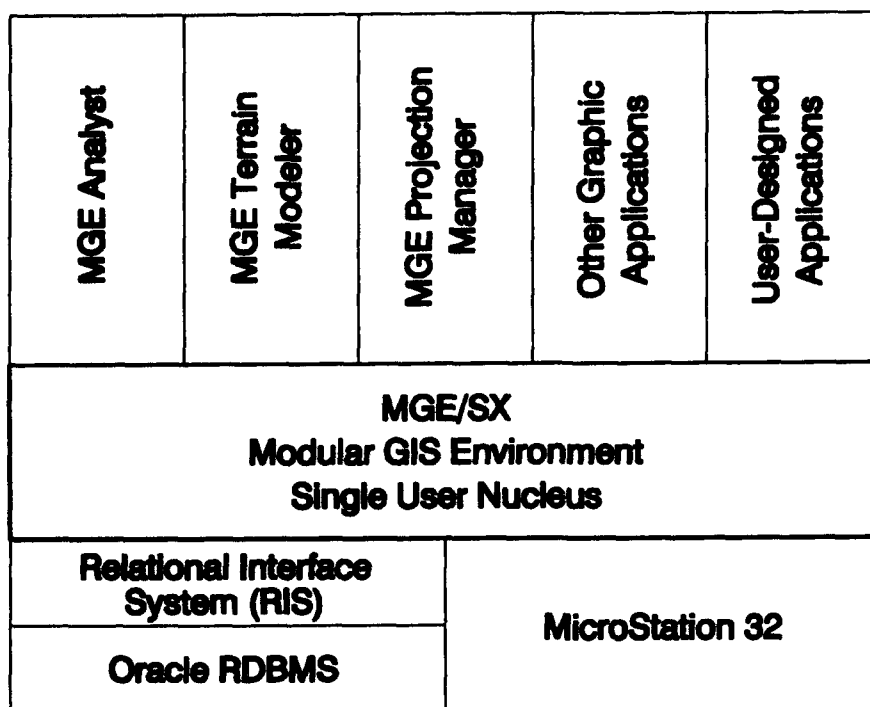 MGE Analyst
MGE Terrain
Modeler
MGE Projection
Manager
Other Graphic
Applications
User-Designed
Applications
MGE/SX
Modular GIS Environment
Single User Nucleus
Relational Interface
System (RIS)
Oracle RDBMS
MicroStation 32